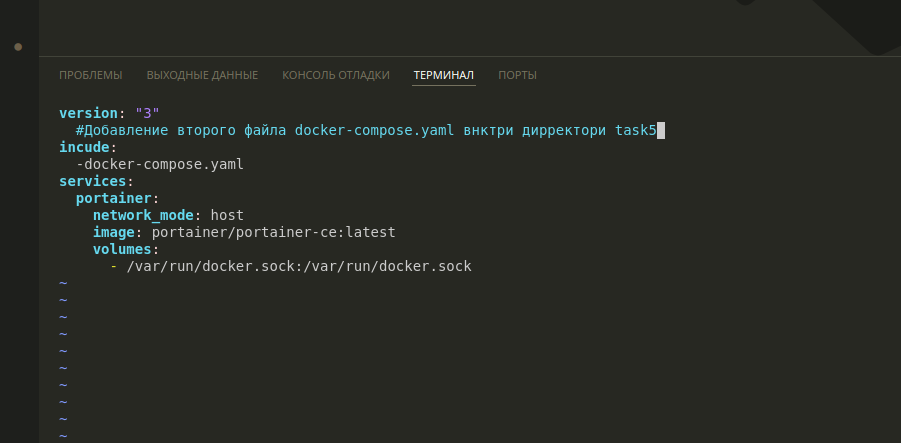 ПРОБЛЕМЫ ВЫХОДНЫЕ ДАННЫЕ КОНСОЛЬ ОТЛАДКИ ТЕРМИНАЛ ПОРТЫ
version: "3"
  #Добавление второго файла docker-compose.yaml внктри дирректори task5
incude:
  -docker-compose.yaml
services:
  portainer:
    network_mode: host
    image: portainer/portainer-ce:latest
    volumes:
      - /var/run/docker.sock:/var/run/docker.sock
~
~
~
~
~
~
~
~
~
~